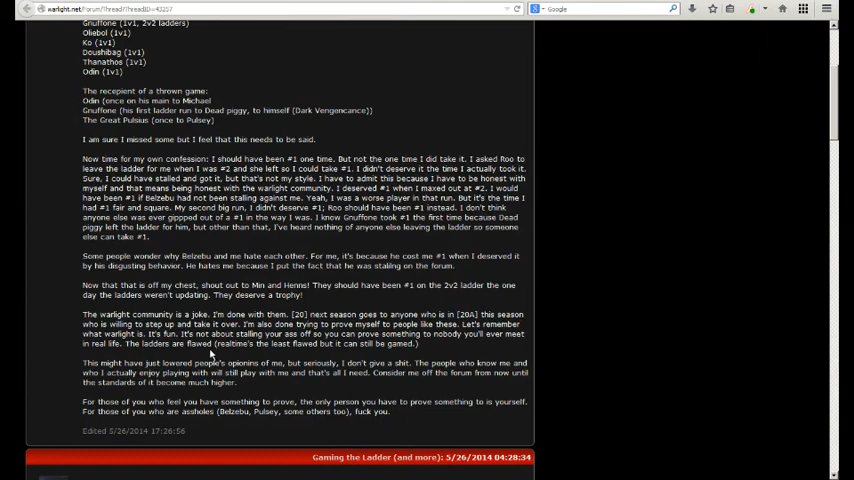 warlight.net/Forum/Thread?ThreadID=43257
Google
Gnuffone (1v1, 2v2 ladders)
Oliebol (1v1)
Ko (1v1)
Doushibag (1v1)
Thanathos (1v1)
Odin (1v1)
The recepient of a thrown game:
Odin (once on his main to Michael
Gnuffone (his first ladder run to Dead piggy, to himself (Dark Vengencance))
The Great Pulsius (once to Pulsey)
I am sure I missed some but I feel that this needs to be said.
Now time for my own confession: I should have been #1 one time. But not the one time I did take it. I asked Roo to
leave the ladder for me when I was #2 and she left so I could take #1. I didn't deserve it the time I actually took it.
Sure, I could have stalled and got it, but that's not my style. I have to admit this because I have to be honest with
myself and that means being honest with the warlight community. I deserved #1 when I maxed out at #2. I would
have been #1 if Belzebu had not been stalling against me. Yeah, I was a worse player in that run. But it's the time I
had #1 fair and square. My second big run, I didn't deserve #1; Roo should have been #1 instead. I don't think
anyone else was ever gippped out of a #1 in the way I was. I know Gnuffone took #1 the first time because Dead
piggy left the ladder for him, but other than that, I've heard nothing of anyone else leaving the ladder so someone
else can take #1.
Some people wonder why Belzebu and me hate each other. For me, it's because he cost me #1 when I deserved it
by his disgusting behavior. He hates me because I put the fact that he was stalilng on the forum.
Now that that is off my chest, shout out to Min and Henns! They should have been #1 on the 2v2 ladder the one
day the ladders weren't updating. They deserve a trophy!
The warlight community is a joke. I'm done with them. [20] next season goes to anyone who is in [20A] this season
who is willing to step up and take it over. I'm also done trying to prove myself to people like these. Let's remember
what warlight is. It's fun. It's not about stalling your ass off so you can prove something to nobody you'll ever meet
in real life. The ladders are flawed (realtime's the least flawed but it can still be gamed.)
This might have just lowered people's opionins of me, but seriously, I don't give a shit. The people who know me and
who I actually enjoy playing with will still play with me and that's all I need. Consider me off the forum from now until
the standards of it become much higher.
For those of you who feel you have something to prove, the only person you have to prove something to is yourself.
For those of you who are assholes (Belzebu, Pulsey, some others too), fuck you.
Edited 5/26/2014 17:26:56
Gaming the Ladder (and more): 5/26/2014 04:28:34